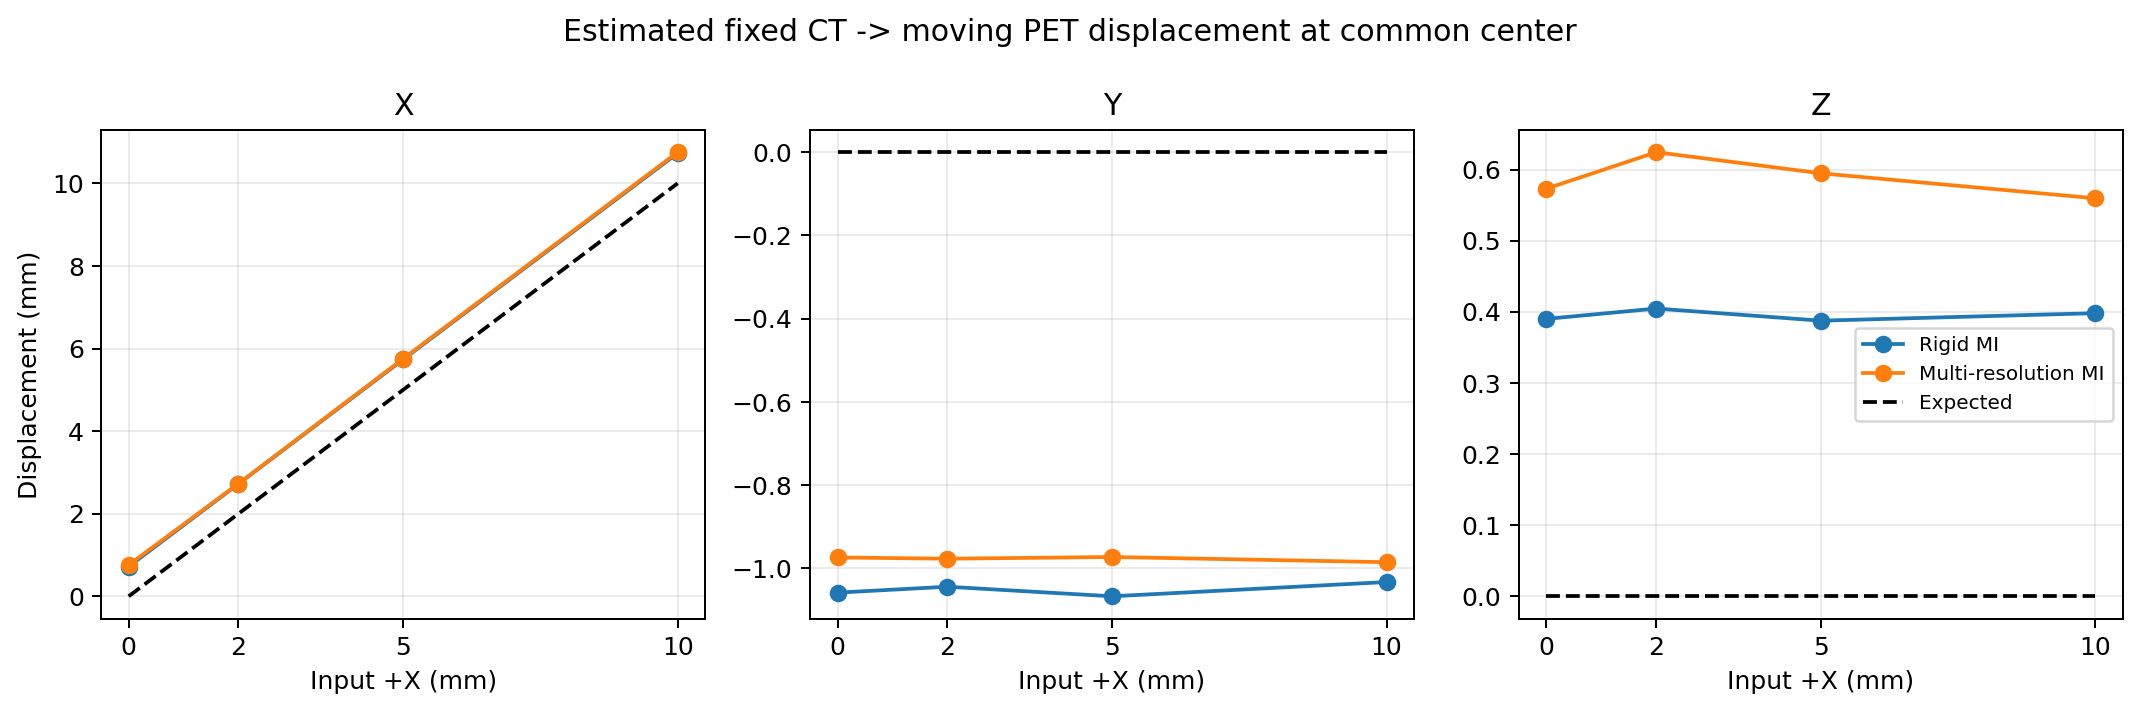 Estimated fixed CT -> moving PET displacement at common center
X
Displacement (mm)
10
8
6
4
2
0
0 2 5 10
Input +X (mm)
Y
0.0
−0.2
−0.4
−0.6
−0.8
−1.0
0 2 5 10
Input +X (mm)
Z
0.6
0.5
0.4
0.3
0.2
0.1
0.0
Rigid MI
Multi-resolution MI
Expected
0 2 5 10
Input +X (mm)